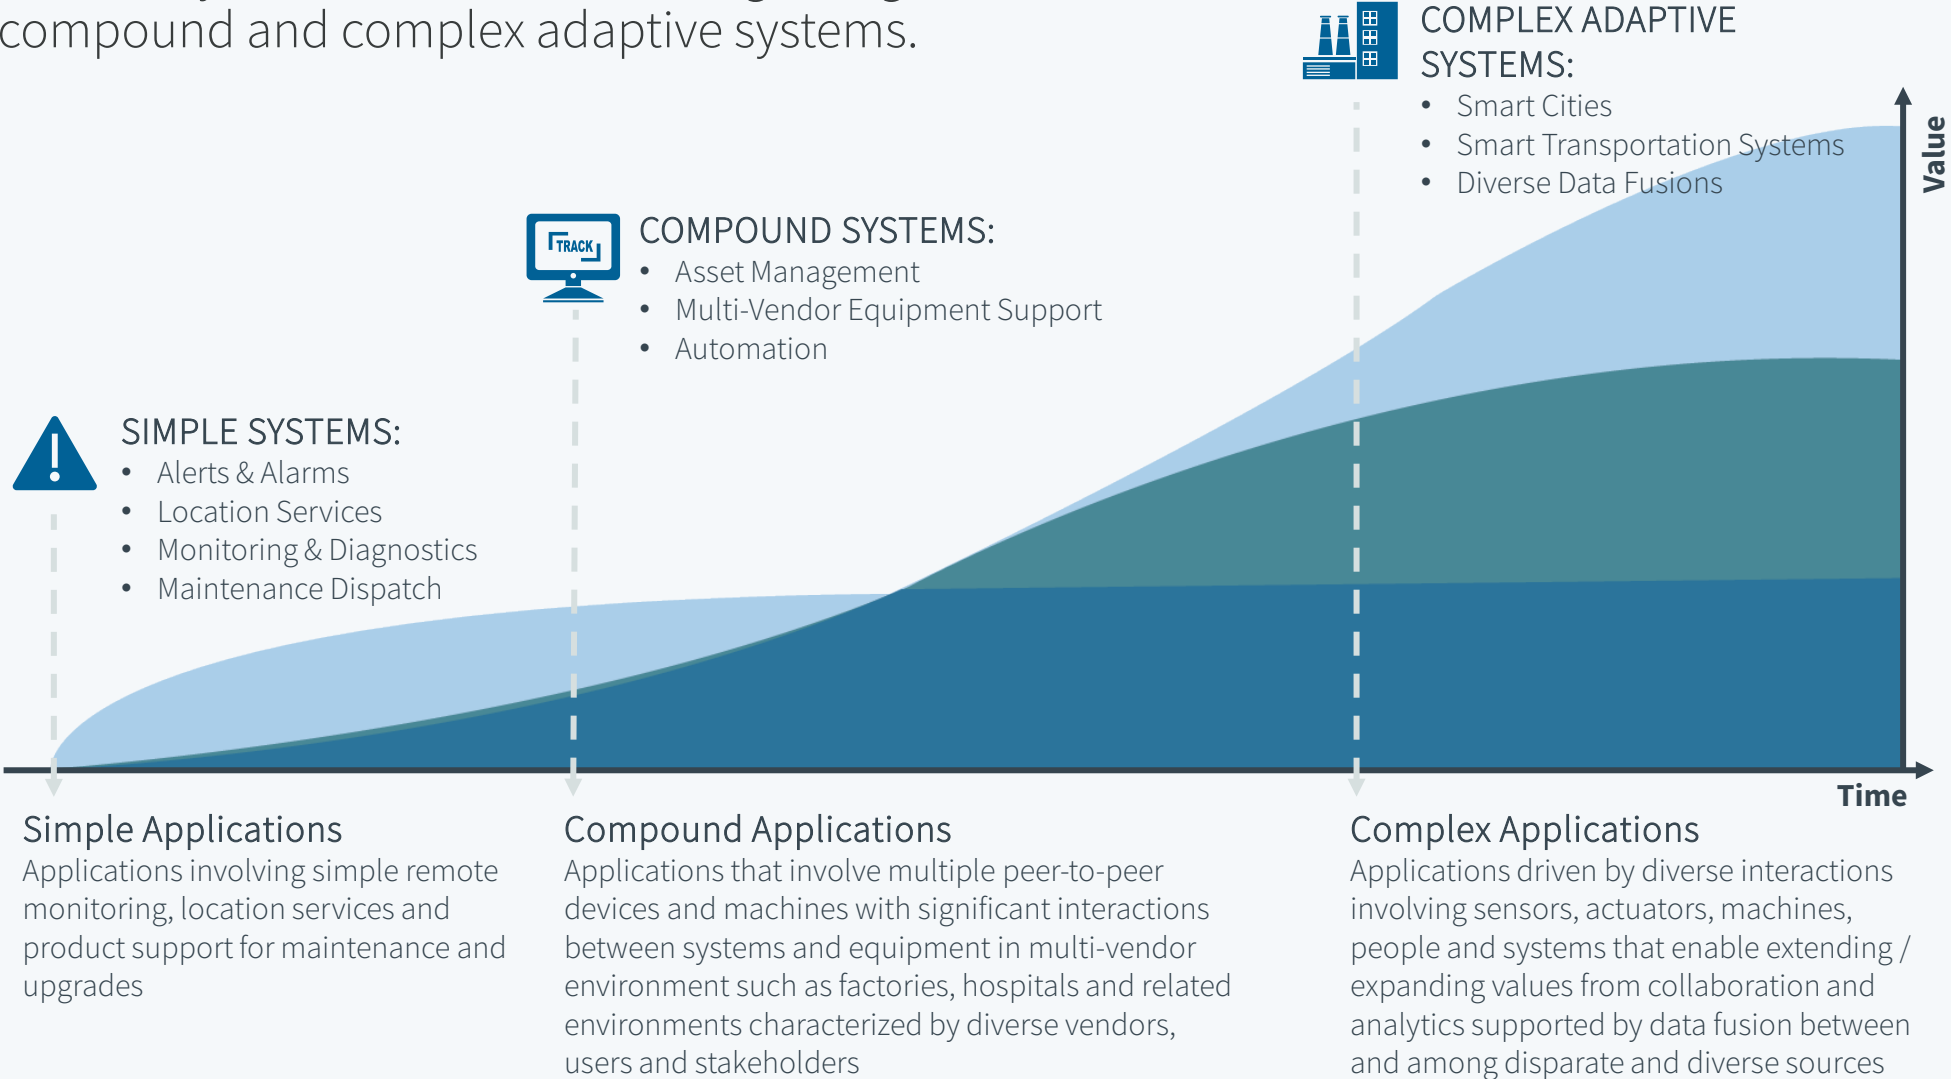 compound and complex adaptive systems.
COMPLEX ADAPTIVE
SYSTEMS:
• Smart Cities
• Smart Transportation Systems
• Diverse Data Fusions
Value
TRACK
COMPOUND SYSTEMS:
• Asset Management
• Multi-Vendor Equipment Support
• Automation
SIMPLE SYSTEMS:
• Alerts & Alarms
• Location Services
• Monitoring & Diagnostics
• Maintenance Dispatch
Time
Simple Applications
Applications involving simple remote
monitoring, location services and
product support for maintenance and
upgrades
Compound Applications
Applications that involve multiple peer-to-peer
devices and machines with significant interactions
between systems and equipment in multi-vendor
environment such as factories, hospitals and related
environments characterized by diverse vendors,
users and stakeholders
Complex Applications
Applications driven by diverse interactions
involving sensors, actuators, machines,
people and systems that enable extending /
expanding values from collaboration and
analytics supported by data fusion between
and among disparate and diverse sources